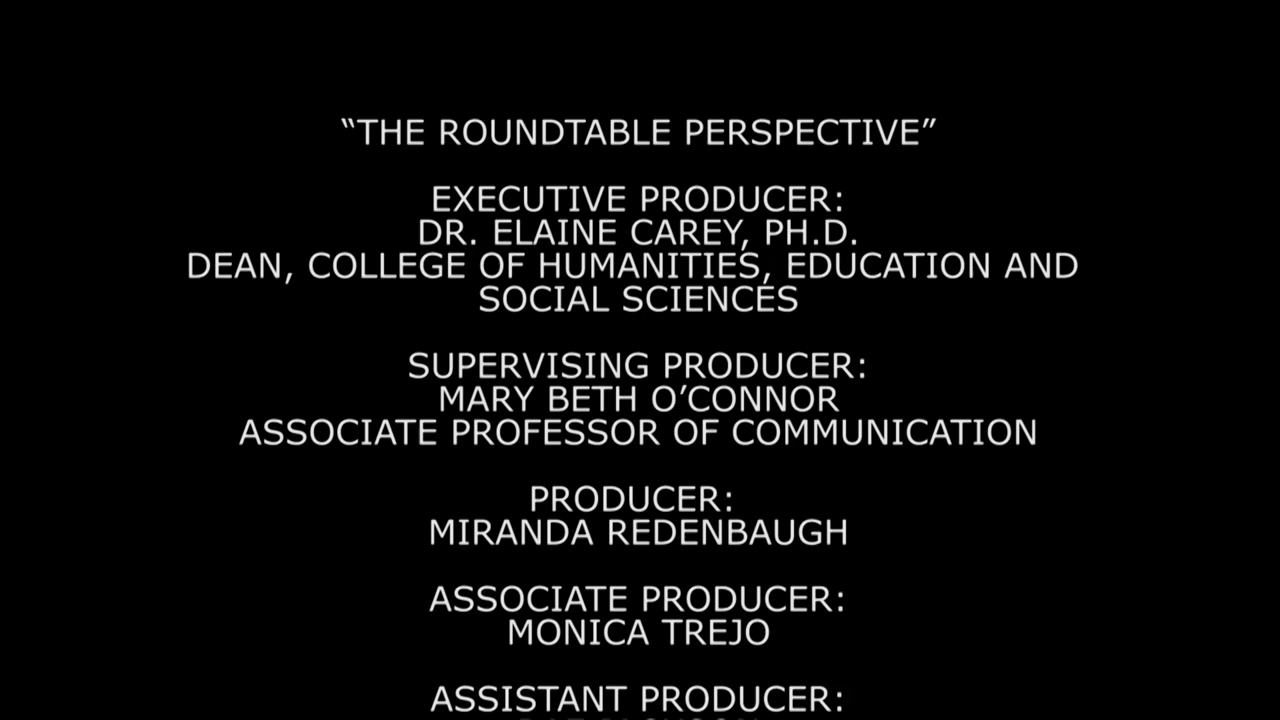 “THE ROUNDTABLE PERSPECTIVE”
EXECUTIVE PRODUCER:
DR. ELAINE CAREY, PH.D.
DEAN, COLLEGE OF HUMANITIES, EDUCATION AND
SOCIAL SCIENCES
SUPERVISING PRODUCER:
MARY BETH O’CONNOR
ASSOCIATE PROFESSOR OF COMMUNICATION
PRODUCER:
MIRANDA REDENBAUGH
ASSOCIATE PRODUCER:
MONICA TREJO
ASSISTANT PRODUCER: